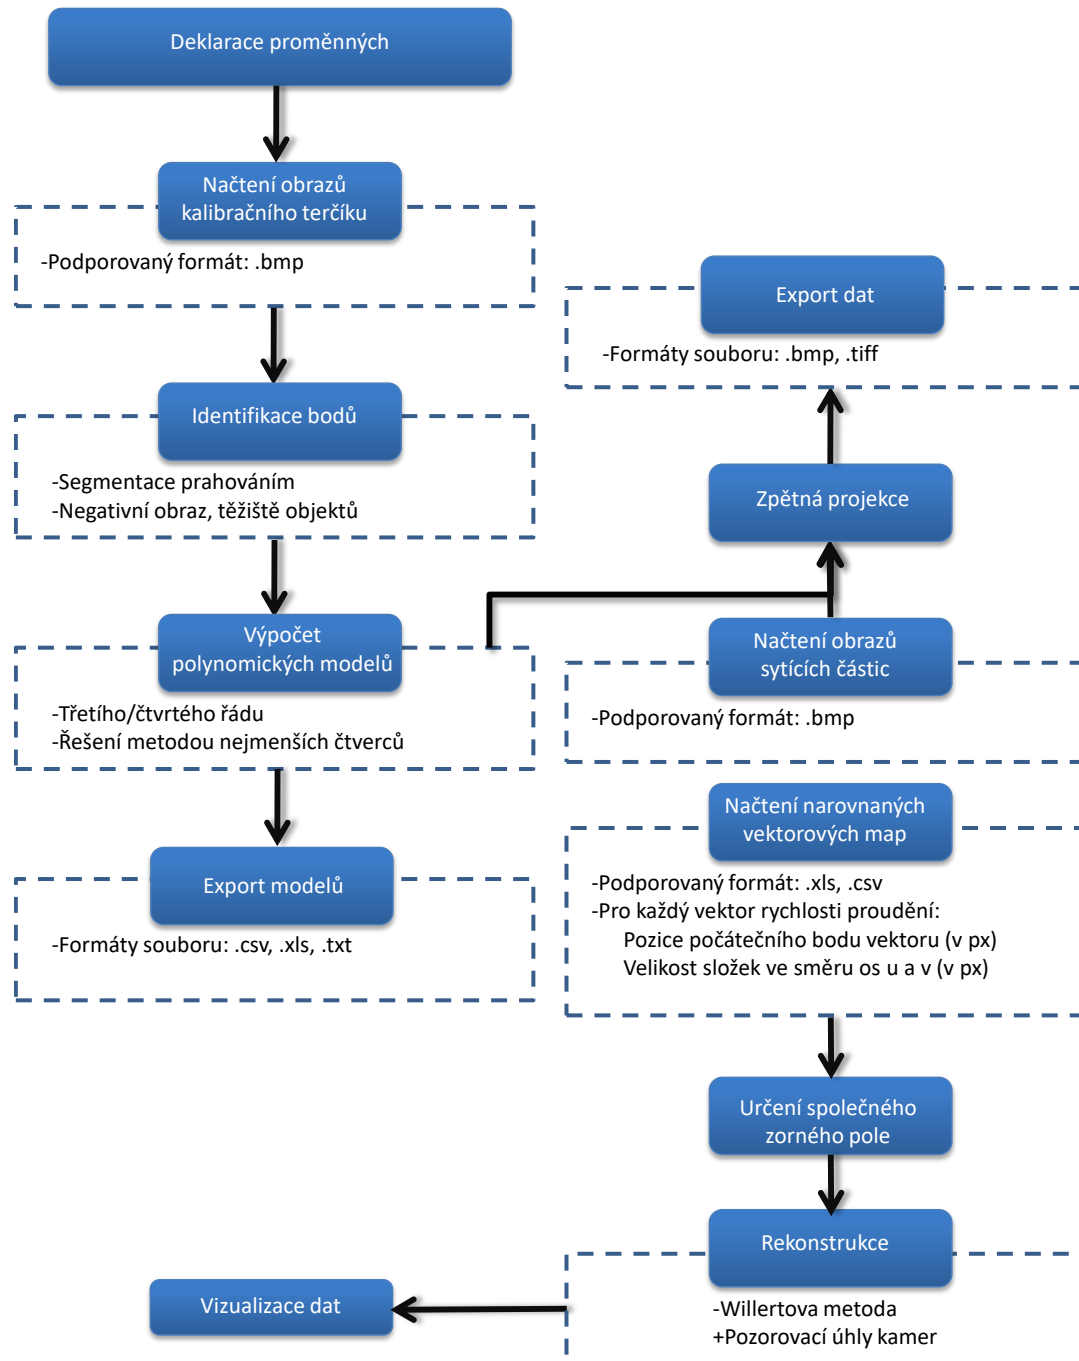 Deklarace proměnných
Načtení obrazů
kalibračního terčíku
-Podporovaný formát: .bmp
Identifikace bodů
-Segmentace prahováním
-Negativní obraz, těžiště objektů
Výpočet
polynomických modelů
-Třetího/čtvrtého řádu
-Řešení metodou nejmenších čtverců
Export modelů
-Formáty souboru: .csv, .xls, .txt
Export dat
-Formáty souboru: .bmp, .tiff
Zpětná projekce
Načtení obrazů
sytících částic
-Podporovaný formát: .bmp
Načtení narovnaných
vektorových map
-Podporovaný formát: .xls, .csv
-Pro každý vektor rychlosti proudění:
Pozice počátečního bodu vektoru (v px)
Velikost složek ve směru os u a v (v px)
Určení společného
zorného pole
Rekonstrukce
-Willertova metoda
+Pozorovací úhly kamer
Vizualizace dat